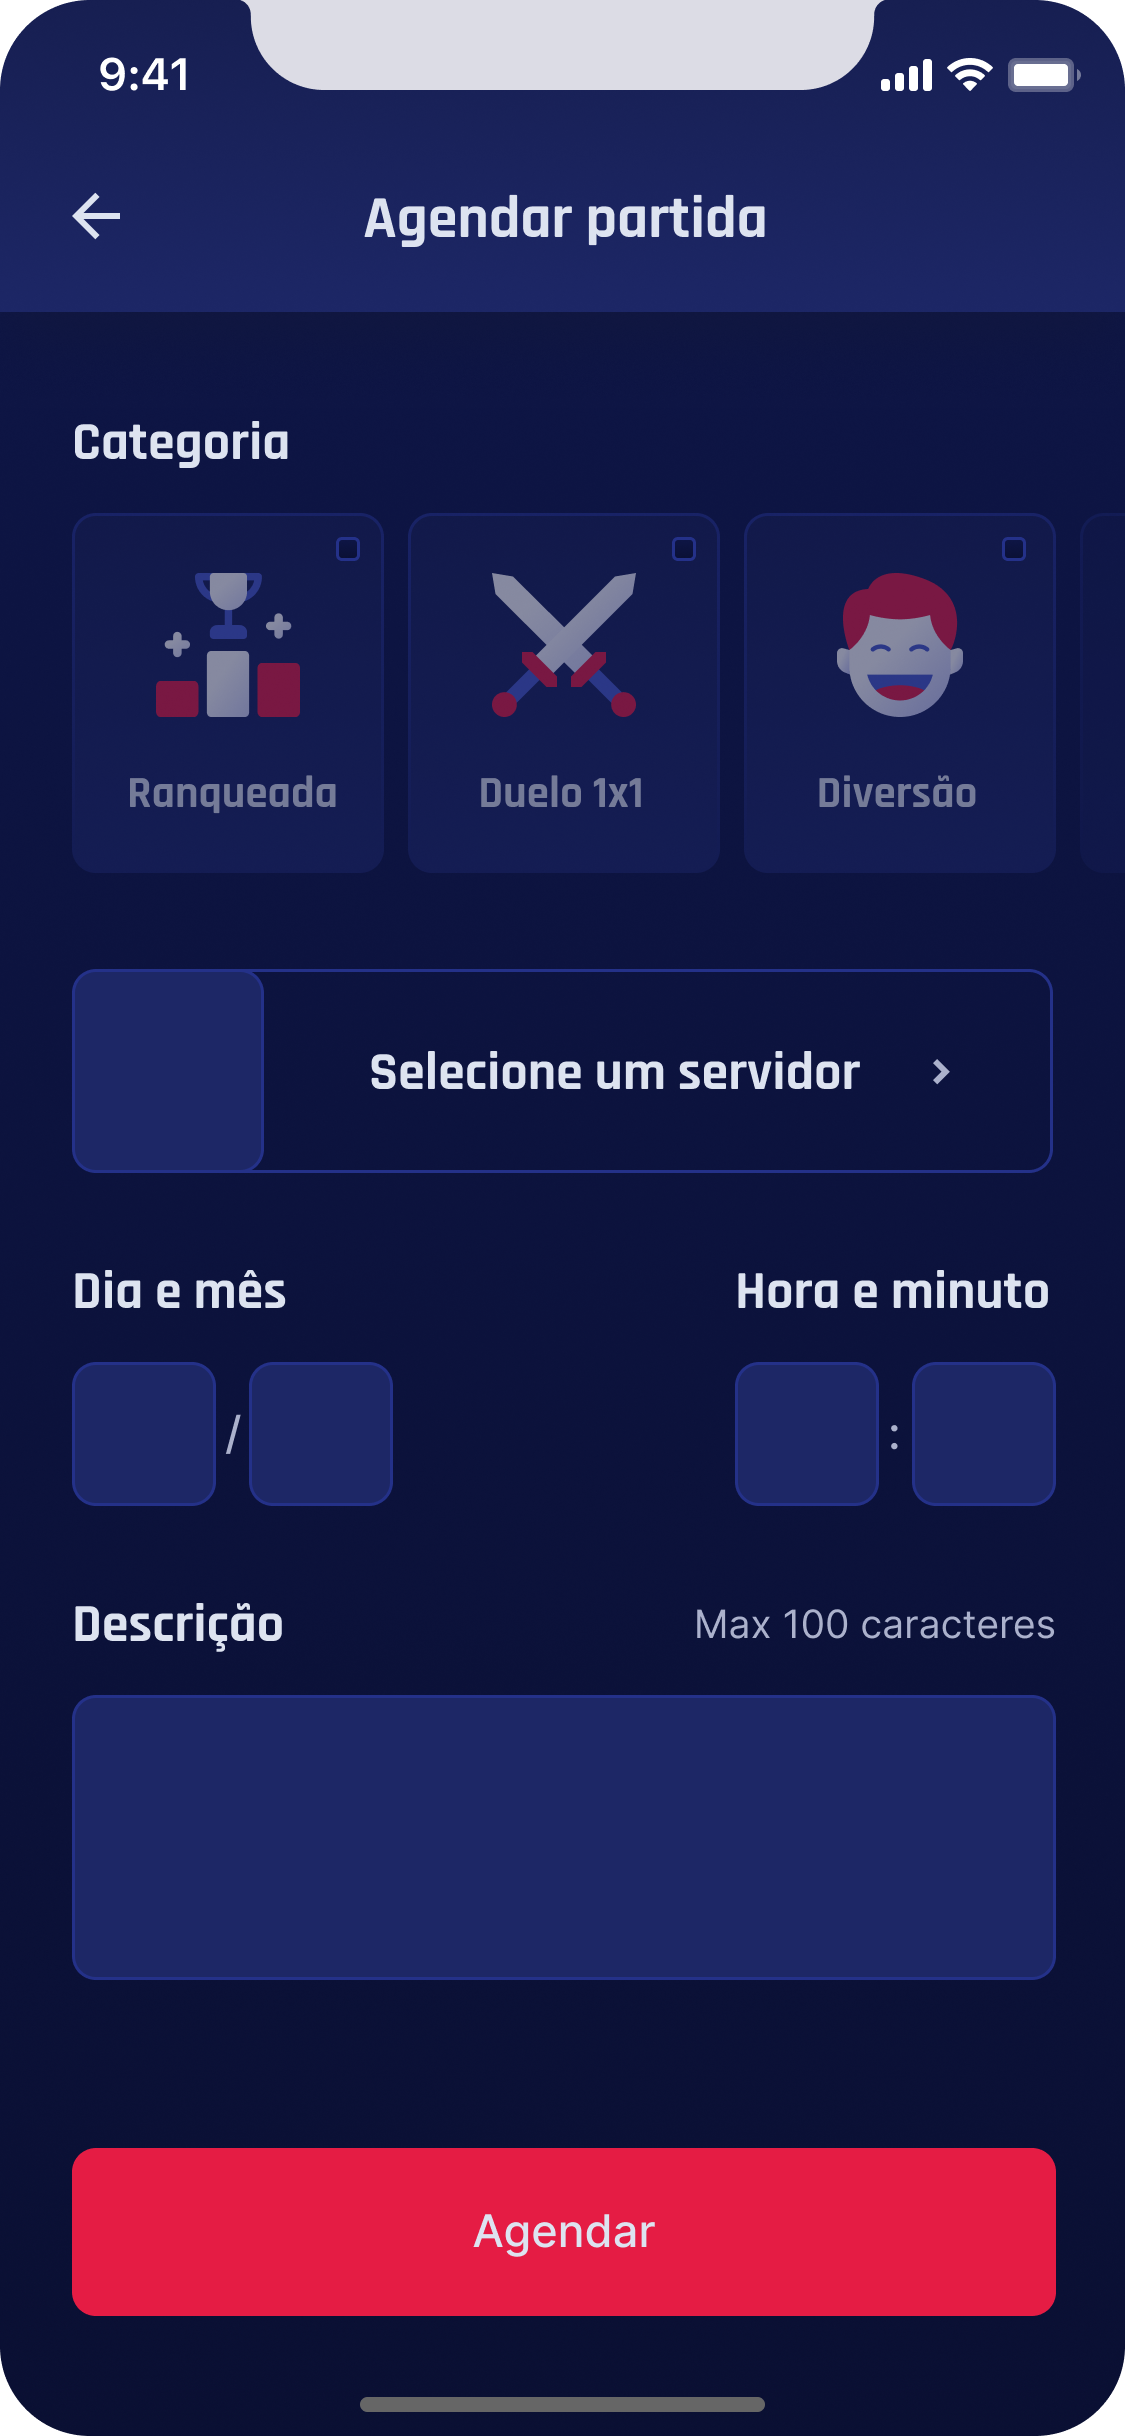 9:41
Agendar partida
Categoria
Ranqueada
Duelo 1x1
Diversão
Selecione um servidor
Dia e mês
Hora e minuto
/
:
Descrição
Max 100 caracteres
Agendar